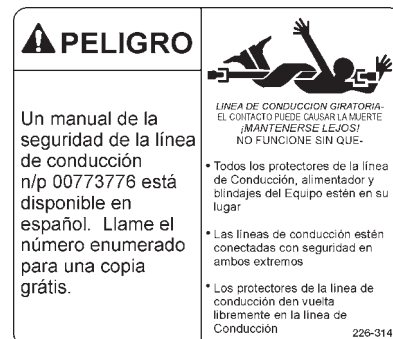 PELIGRO
Un manual de la
seguridad de la línea
de conducción
n/p 00773776 está
disponible en
español. Llame el
número enumerado
para una copia
grátis.
LINEA DE CONDUCCION GIRATORIA-
EL CONTACTO PUEDE CAUSAR LA MUERTE
¡MANTENERSE LEJOS!
NO FUNCIONE SIN QUE-
• Todos los protectores de la línea
de Conducción, alimentador y
blindajes del Equipo estén en su
lugar
• Las líneas de conducción estén
conectadas con seguridad en
ambos extremos
• Los protectores de la línea de
conducción den vuelta
libremente en la línea de
Conducción
226-314